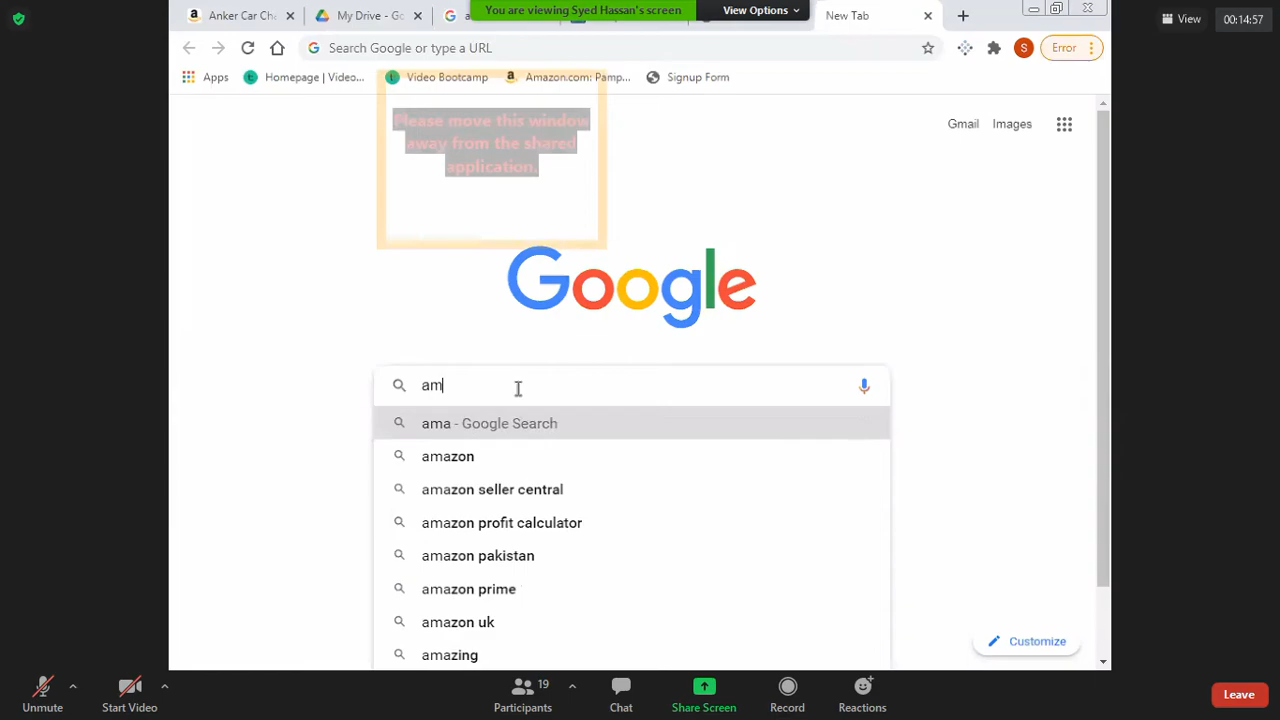 You are viewing Syed Hassan's screen
View Options
View
00:14:57
Anker Car Cha
My Drive - Go
a
New Tab
Search Google or type a URL
S
Error
Apps
Homepage | Video...
Video Bootcamp
Amazon.com: Pamp...
Signup Form
Please move this window
away from the shared
application.
Gmail
Images
Google
am
ama - Google Search
amazon
amazon seller central
amazon profit calculator
amazon pakistan
amazon prime
amazon uk
amazing
Customize
Unmute
Start Video
19
Participants
Chat
Share Screen
Record
Reactions
Leave